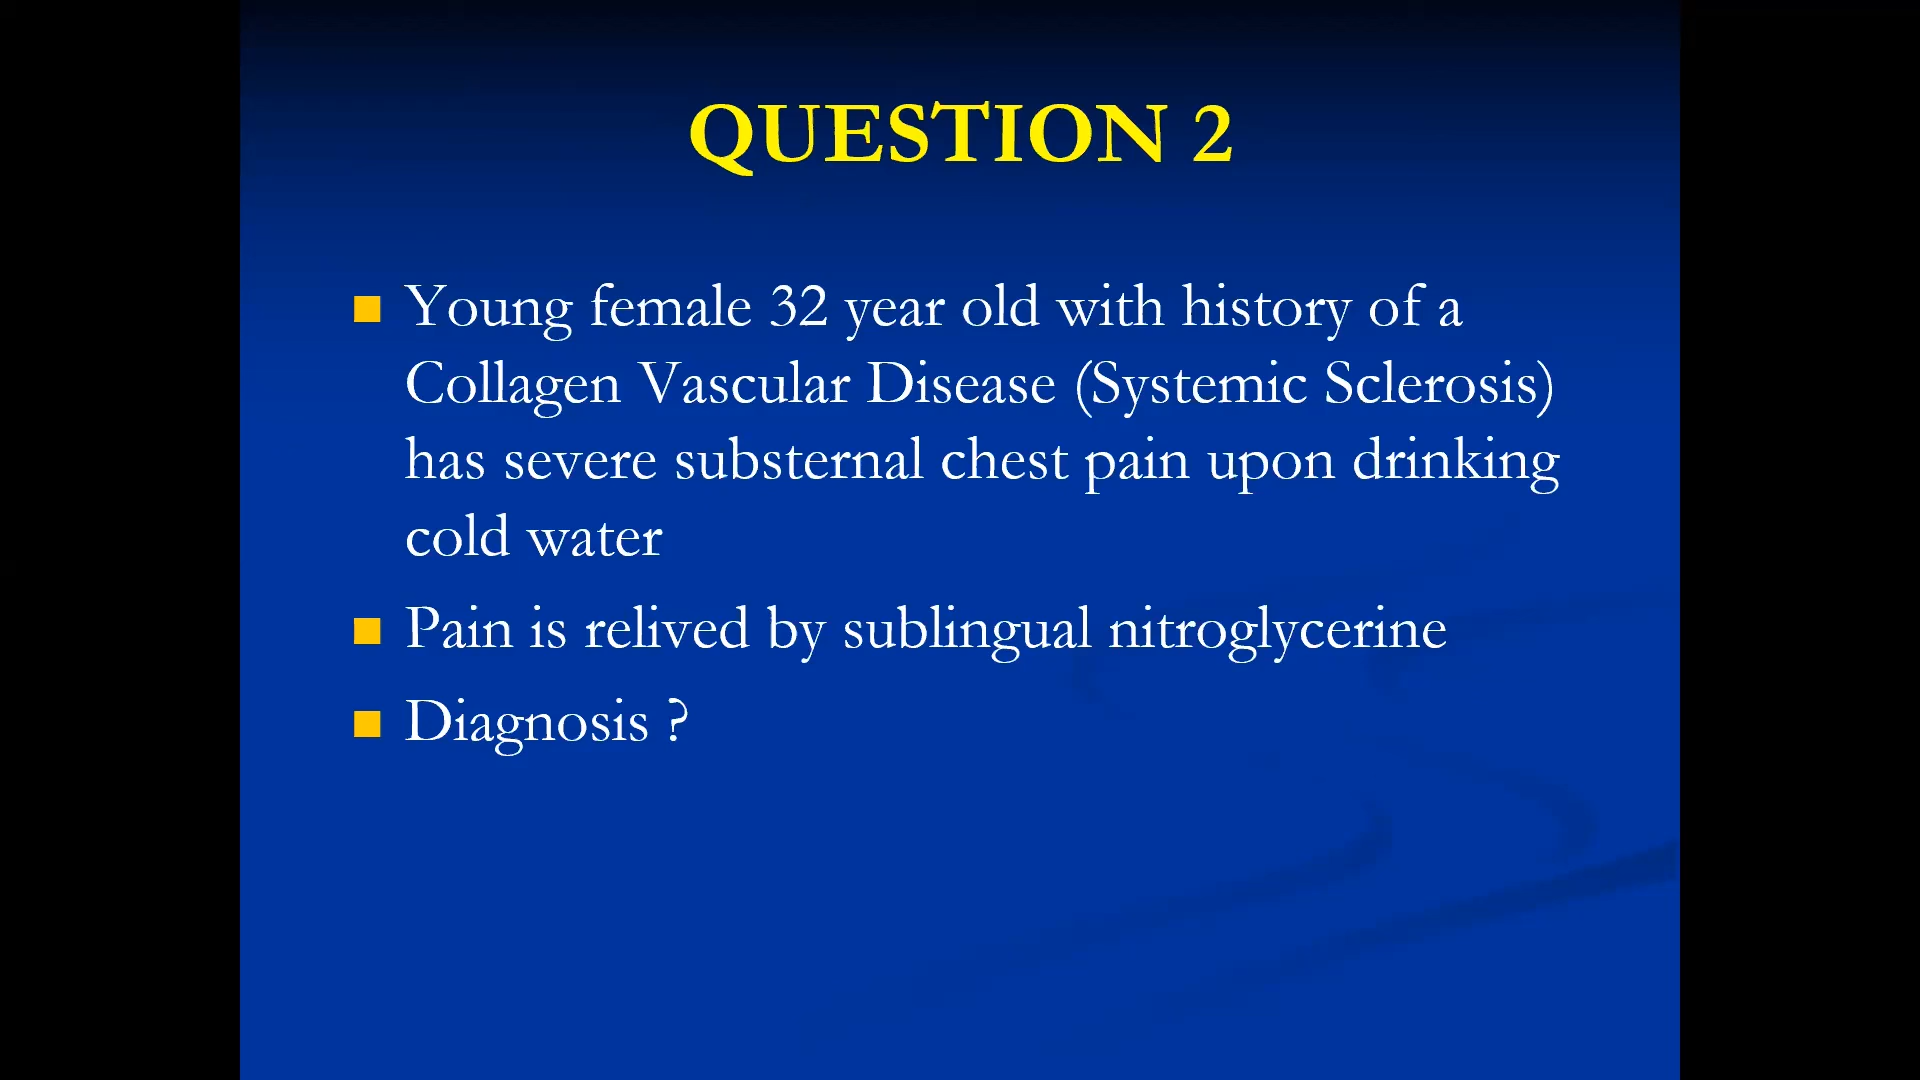 QUESTION 2
Young female 32 year old with history of a
Collagen Vascular Disease (Systemic Sclerosis)
has severe substernal chest pain upon drinking
cold water
Pain is relived by sublingual nitroglycerine
Diagnosis ?